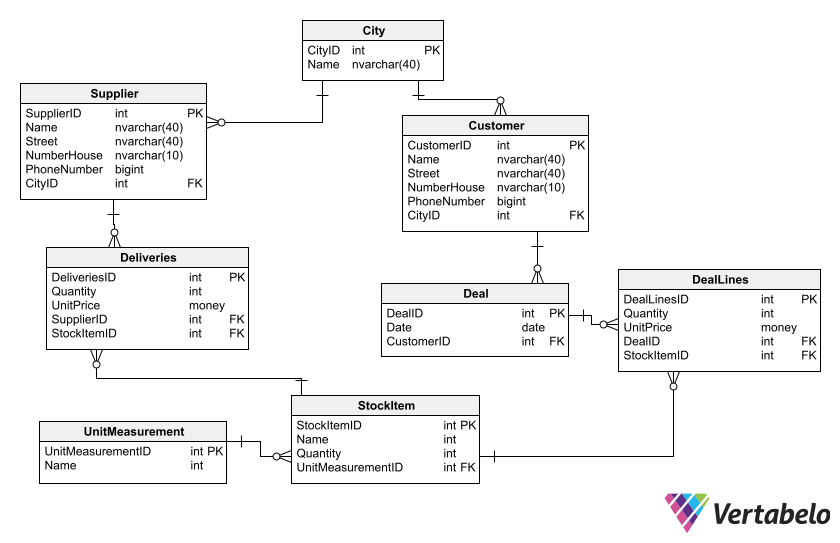 City
CityID int PK
Name nvarchar(40)
Supplier
SupplierID int PK
Name nvarchar(40)
Street nvarchar(40)
NumberHouse nvarchar(10)
PhoneNumber bigint
CityID int FK
Customer
CustomerID int PK
Name nvarchar(40)
Street nvarchar(40)
NumberHouse nvarchar(10)
PhoneNumber bigint
CityID int FK
Deliveries
DeliveriesID int PK
Quantity int
UnitPrice money
SupplierID int FK
StockItemID int FK
Deal
DealID int PK
Date date
CustomerID int FK
DealLines
DealLinesID int PK
Quantity int
UnitPrice money
DealID int FK
StockItemID int FK
UnitMeasurement
UnitMeasurementID int PK
Name int
StockItem
StockItemID int PK
Name int
Quantity int
UnitMeasurementID int FK
Vertabelo